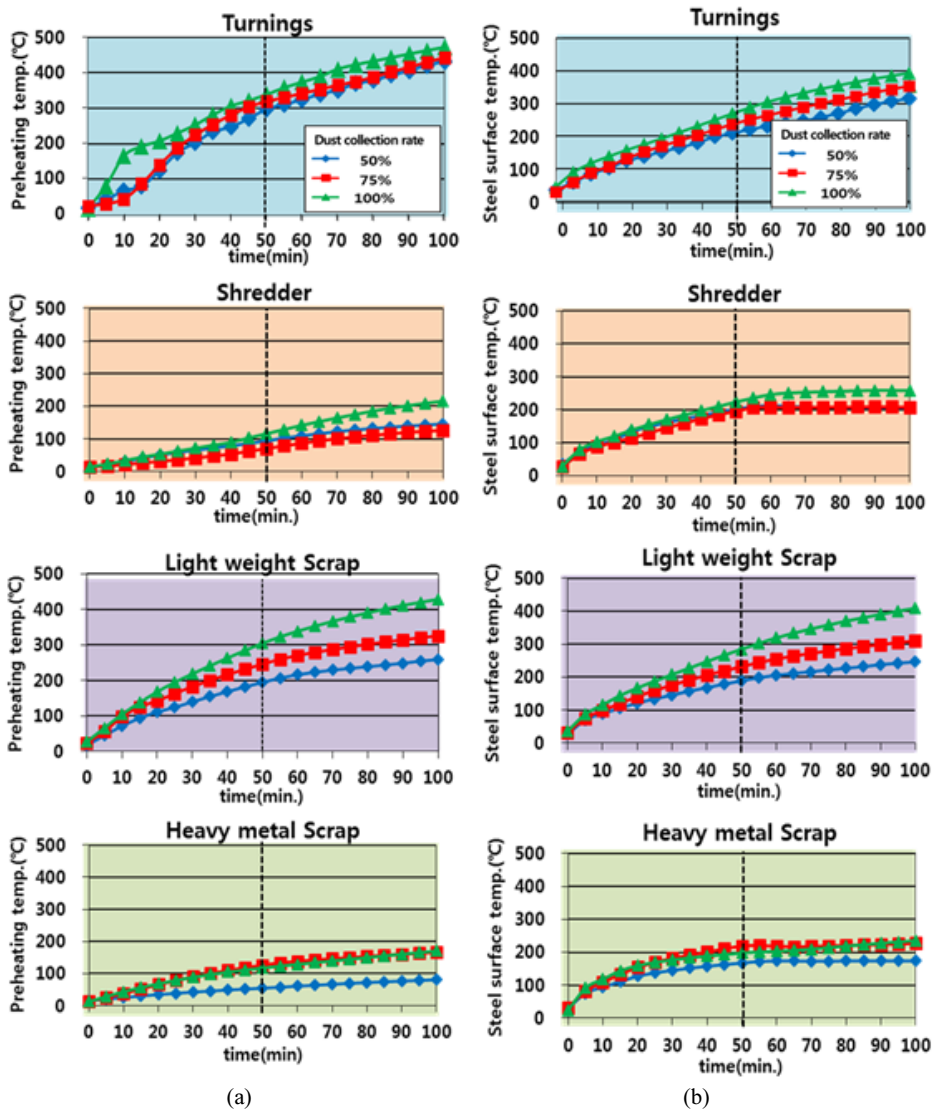 Turnings
Preheating temp.(℃)
500
400
300
200
100
0
Dust collection rate
50%
75%
100%
0 10 20 30 40 50 60 70 80 90 100
time(min)
Turnings
Steel surface temp.(℃)
500
400
300
200
100
0
Dust collection rate
50%
75%
100%
0 10 20 30 40 50 60 70 80 90 100
time(min.)
Shredder
Preheating temp.(℃)
500
400
300
200
100
0
0 10 20 30 40 50 60 70 80 90 100
time(min.)
Shredder
Steel surface temp.(℃)
500
400
300
200
100
0
0 10 20 30 40 50 60 70 80 90 100
time(min.)
Light weight Scrap
Preheating temp.(℃)
500
400
300
200
100
0
0 10 20 30 40 50 60 70 80 90 100
time(min.)
Light weight Scrap
Steel surface temp.(℃)
500
400
300
200
100
0
0 10 20 30 40 50 60 70 80 90 100
time(min.)
Heavy metal Scrap
Preheating temp.(℃)
500
400
300
200
100
0
0 10 20 30 40 50 60 70 80 90 100
time(min)
Heavy metal Scrap
Steel surface temp.(℃)
500
400
300
200
100
0
0 10 20 30 40 50 60 70 80 90 100
time(min.)
(a)
(b)